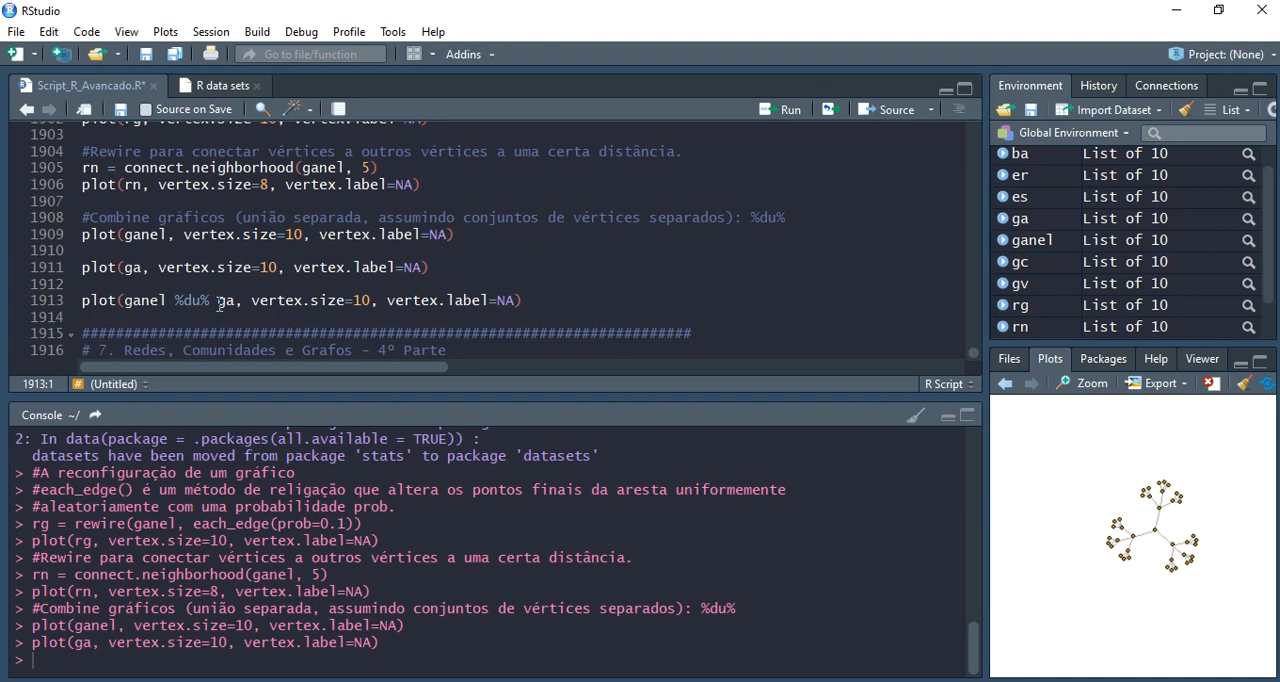 RStudio
File Edit Code View Plots Session Build Debug Profile Tools Help
Go to file/function Addins Project: (None)
Script_R_Avancado.R* R data sets
Source on Save Run Source
1903
1904 #Rewire para conectar vértices a outros vértices a uma certa distância.
1905 rn = connect.neighborhood(ganel, 5)
1906 plot(rn, vertex.size=8, vertex.label=NA)
1907
1908 #Combine gráficos (união separada, assumindo conjuntos de vértices separados): %du%
1909 plot(ganel, vertex.size=10, vertex.label=NA)
1910
1911 plot(ga, vertex.size=10, vertex.label=NA)
1912
1913 plot(ganel %du% ga, vertex.size=10, vertex.label=NA)
1914
1915 #########################################################################
1916 # 7. Redes, Comunidades e Grafos - 4º Parte
1913:1 # (Untitled) R Script
Console ~/
2: In data(package = .packages(all.available = TRUE)) :
datasets have been moved from package 'stats' to package 'datasets'
> #A reconfiguração de um gráfico
> #each_edge() é um método de religação que altera os pontos finais da aresta uniformemente
> #aleatoriamente com uma probabilidade prob.
> rg = rewire(ganel, each_edge(prob=0.1))
> plot(rg, vertex.size=10, vertex.label=NA)
> #Rewire para conectar vértices a outros vértices a uma certa distância.
> rn = connect.neighborhood(ganel, 5)
> plot(rn, vertex.size=8, vertex.label=NA)
> #Combine gráficos (união separada, assumindo conjuntos de vértices separados): %du%
> plot(ganel, vertex.size=10, vertex.label=NA)
> plot(ga, vertex.size=10, vertex.label=NA)
>
Environment History Connections
Import Dataset List
Global Environment
ba List of 10
er List of 10
es List of 10
ga List of 10
ganel List of 10
gc List of 10
gv List of 10
rg List of 10
rn List of 10
Files Plots Packages Help Viewer
Zoom Export